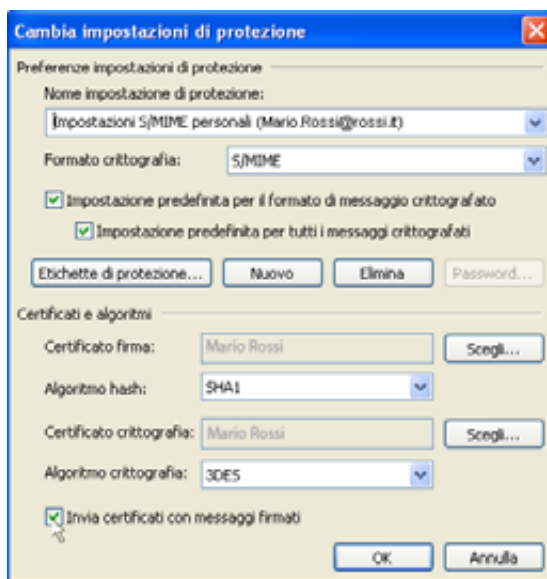 Cambia impostazioni di protezione
Preferenze impostazioni di protezione
Nome impostazione di protezione:
Impostazioni S/MIME personali (Mario.Rossi@rossi.it)
Formato crittografia: S/MIME
Impostazione predefinita per il formato di messaggio crittografato
Impostazione predefinita per tutti i messaggi crittografati
Etichette di protezione... Nuovo Elimina Password...
Certificati e algoritmi
Certificato firma: Mario Rossi Scegli...
Algoritmo hash: SHA1
Certificato crittografia: Mario Rossi Scegli...
Algoritmo crittografia: 3DES
Invia certificati con messaggi firmati
OK Annulla